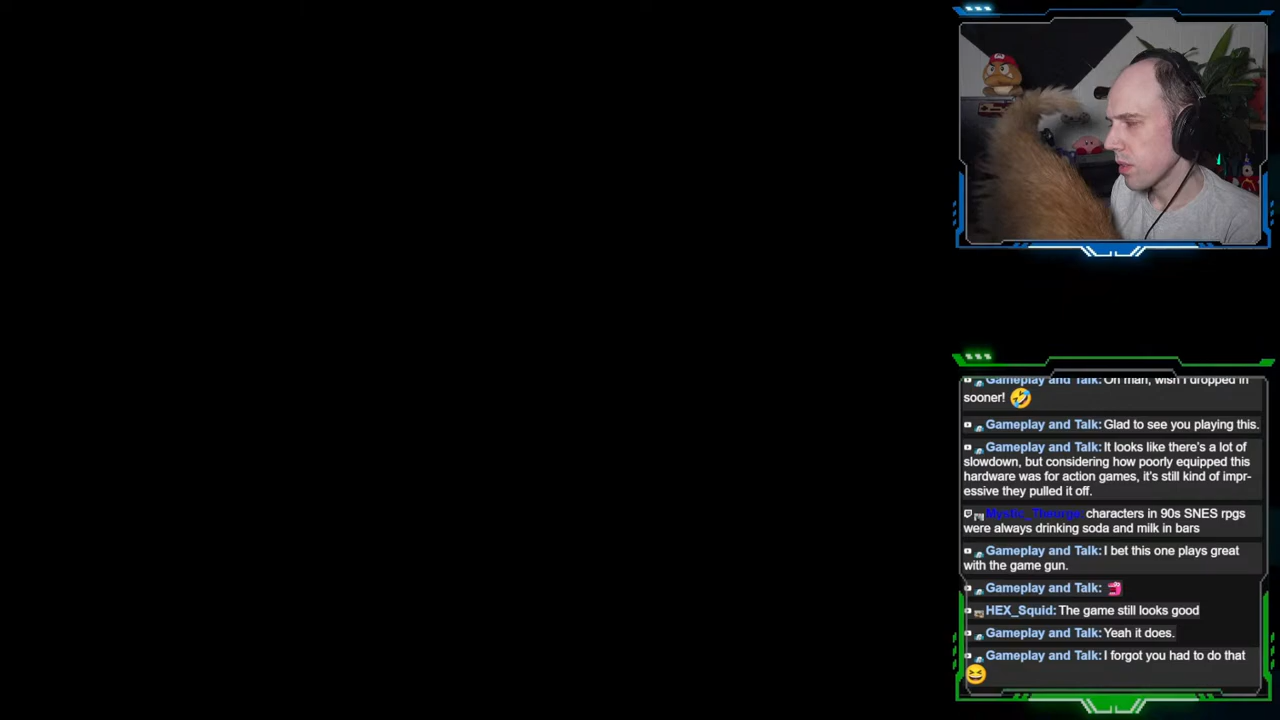 Gameplay and Talk: Oh man, wish I dropped in
sooner! 🤣
Gameplay and Talk: Glad to see you playing this.
Gameplay and Talk: It looks like there's a lot of
slowdown, but considering how poorly equipped this
hardware was for action games, it's still kind of impr-
essive they pulled it off.
characters in 90s SNES rpgs
were always drinking soda and milk in bars
Gameplay and Talk: I bet this one plays great
with the game gun.
Gameplay and Talk:
HEX_Squid: The game still looks good
Gameplay and Talk: Yeah it does.
Gameplay and Talk: I forgot you had to do that
😆